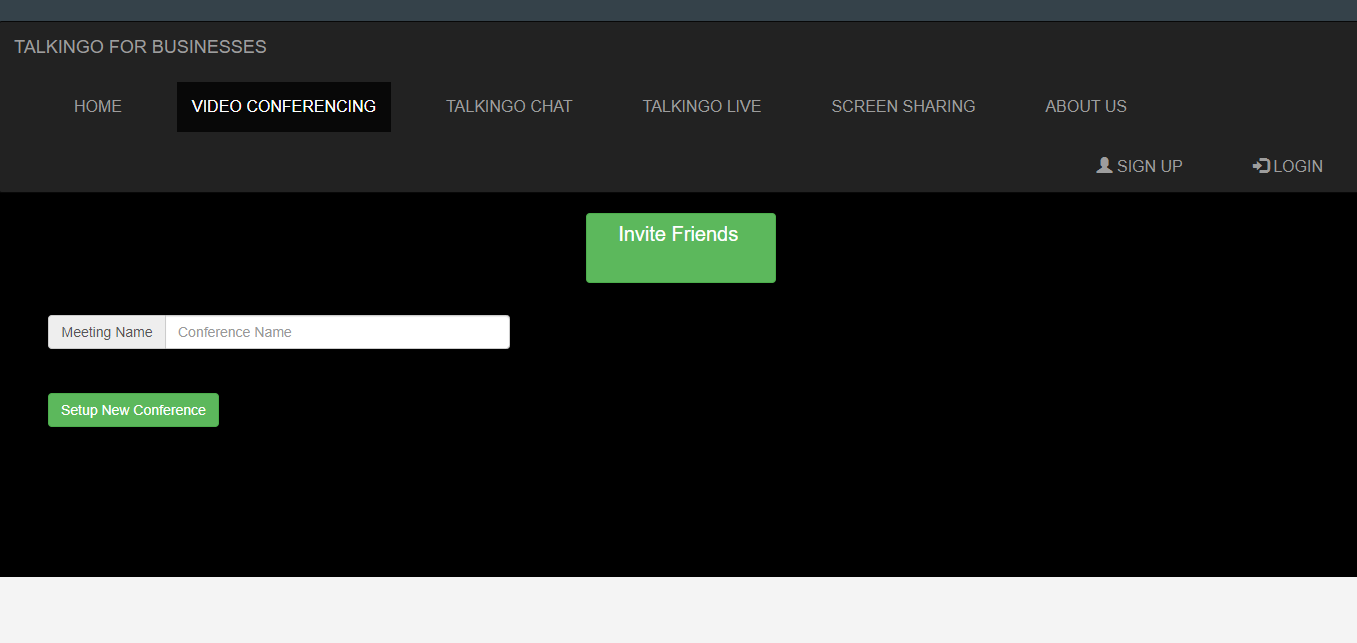 TALKINGO FOR BUSINESSES
HOME VIDEO CONFERENCING TALKINGO CHAT TALKINGO LIVE SCREEN SHARING ABOUT US
SIGN UP LOGIN
Invite Friends
Meeting Name Conference Name
Setup New Conference